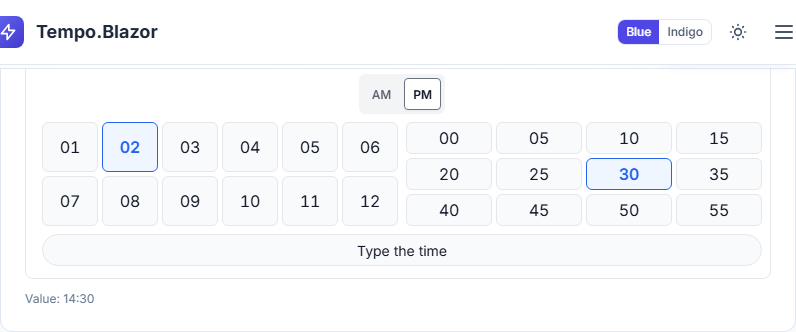 Tempo.Blazor
Blue Indigo
AM PM
01 02 03 04 05 06
07 08 09 10 11 12
00 05 10 15
20 25 30 35
40 45 50 55
Type the time
Value: 14:30